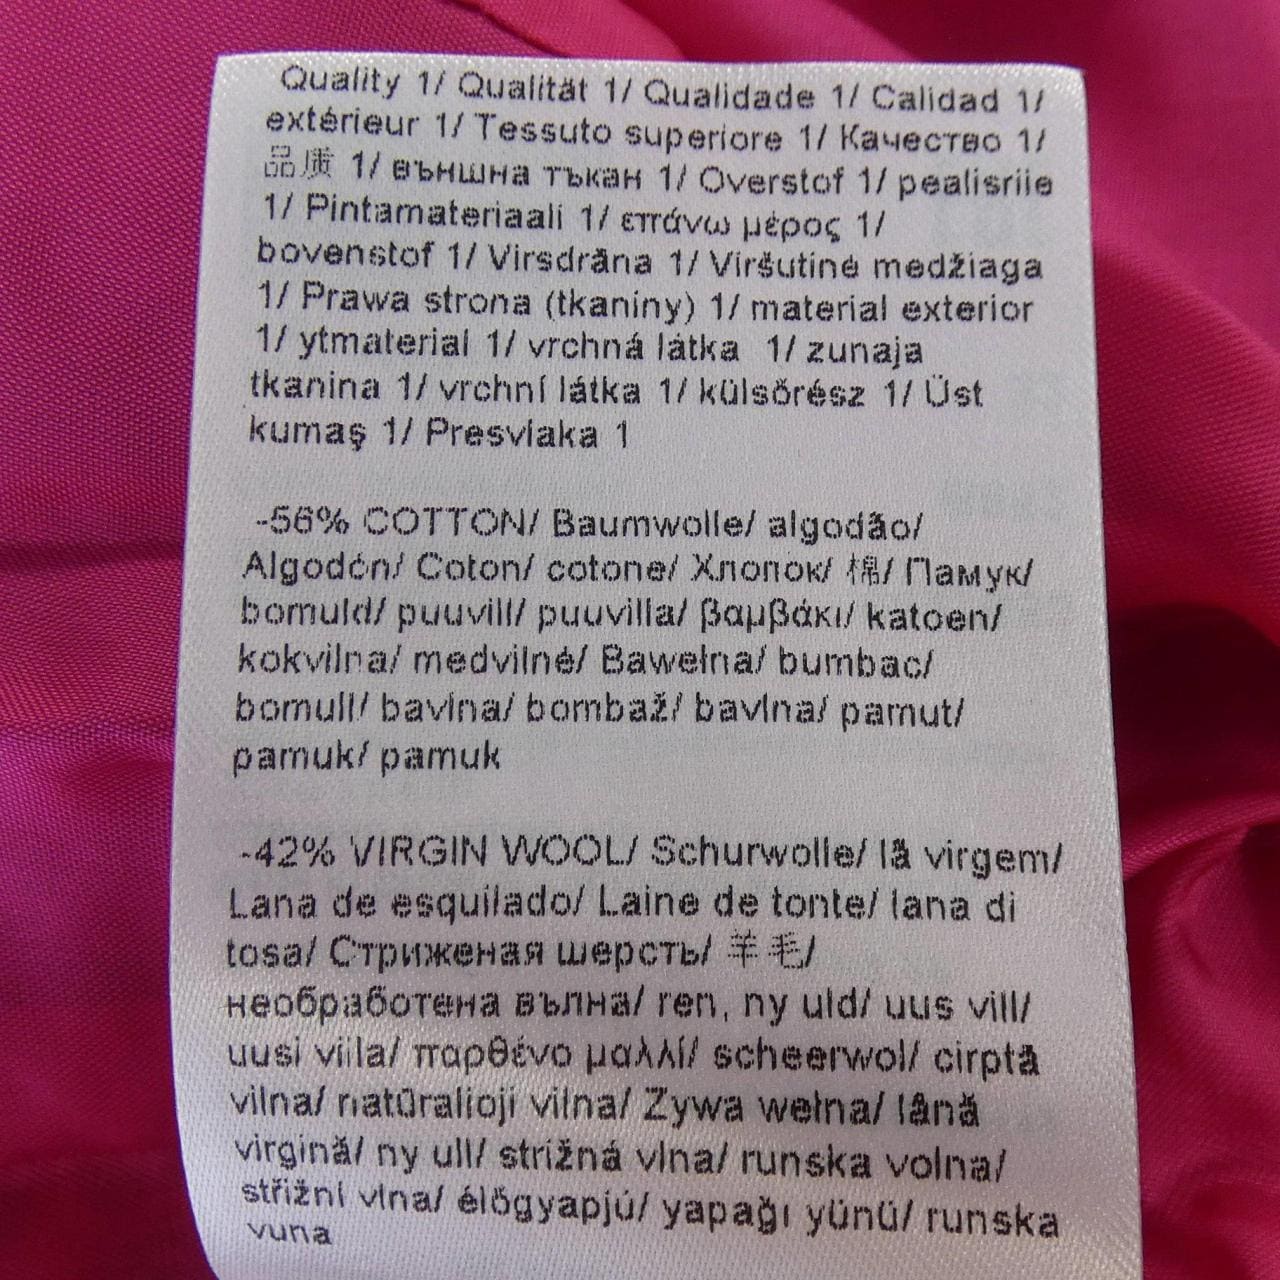 Quality 1/ Qualität 1/ Qualidade 1/ Calidad 1/
extérieur 1/ Tessuto superiore 1/ Качество 1/
品质 1/ външна тъкан 1/ Overstof 1/ pealisriie
1/ Pintamateriaali 1/ επάνω μέρος 1/
bovenstof 1/ Virsdrāna 1/ Viršutinė medžiaga
1/ Prawa strona (tkaniny) 1/ material exterior
1/ ytmaterial 1/ vrchná látka 1/ zunaja
tkanina 1/ vrchní látka 1/ külsőrész 1/ Üst
kumaş 1/ Presvlaka 1
-56% COTTON/ Baumwolle/ algodão/
Algodón/ Coton/ cotone/ Хлопок/ 棉/ Памук/
bomuld/ puuvill/ puuvilla/ βαμβάκι/ katoen/
kokvilna/ medvilnė/ Bawełna/ bumbac/
bomull/ bavlna/ bombaž/ bavlna/ pamut/
pamuk/ pamuk
-42% VIRGIN WOOL/ Schurwolle/ lã virgem/
Lana de esquilado/ Laine de tonte/ lana di
tosa/ Стриженая шерсть/ 羊毛/
необработена вълна/ ren, ny uld/ uus vill/
uusi villa/ παρθένο μαλλί/ scheerwol/ cirptā
vilna/ natūralioji vilna/ Zywa wełna/ lână
virgină/ ny ull/ strižná vlna/ runska volna/
střižní vlna/ élőgyapjú/ yapağı yünü/ runska
vuna